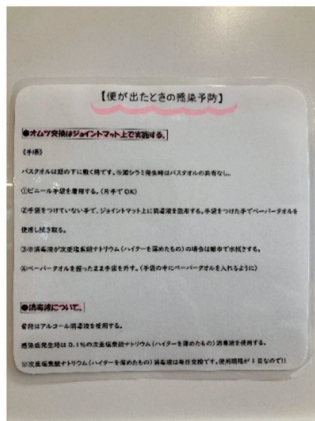 【便が出たときの感染予防】
●オムツ交換はジョイントマット上で実施する。
《手順》
バスタオルは頭の下に敷く時です。※頭シラミ発生時はバスタオルの共有なし。
①ビニール手袋を着用する。(片手でOK)
②手袋をつけていない手で、ジョイントマット上に消毒液を散布する。手袋をつけた手でペーパータオルを
使用し拭き取る。
③※消毒液が次亜塩素酸ナトリウム(ハイターを薄めたもの)の場合は雑巾で水拭きする。
④ペーパータオルを握ったまま手袋を外す。(手袋の中にペーパータオルを入れるように)
●消毒液について。
普段はアルコール消毒液を使用する。
感染症発生時は0.1%の次亜塩素酸ナトリウム(ハイターを薄めたもの)消毒液を使用する。
※次亜塩素酸ナトリウム(ハイターを薄めたもの)消毒液は毎日交換です。使用期限が1日なので!!